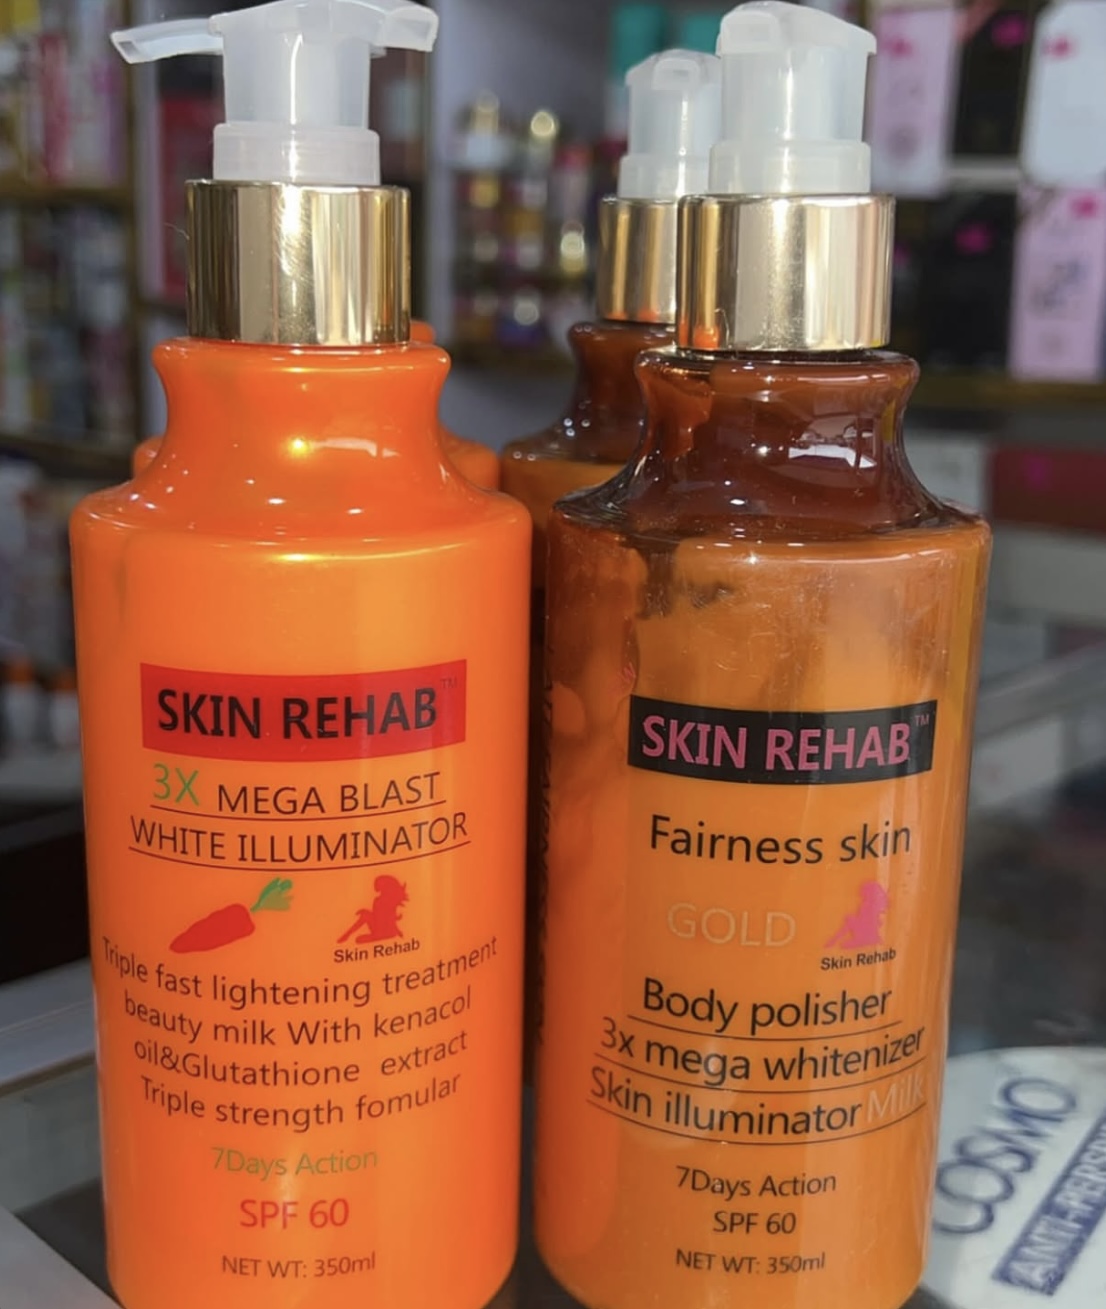 SKIN REHAB™
3X MEGA BLAST
WHITE ILLUMINATOR
Skin Rehab
Triple fast lightening treatment
beauty milk With kenacol
oil&Glutathione extract
Triple strength fomular
7Days Action
SPF 60
NET WT: 350ml
SKIN REHAB™
Fairness skin
GOLD
Skin Rehab
Body polisher
3x mega whitenizer
Skin illuminator Milk
7Days Action
SPF 60
NET WT: 350ml
COSMO